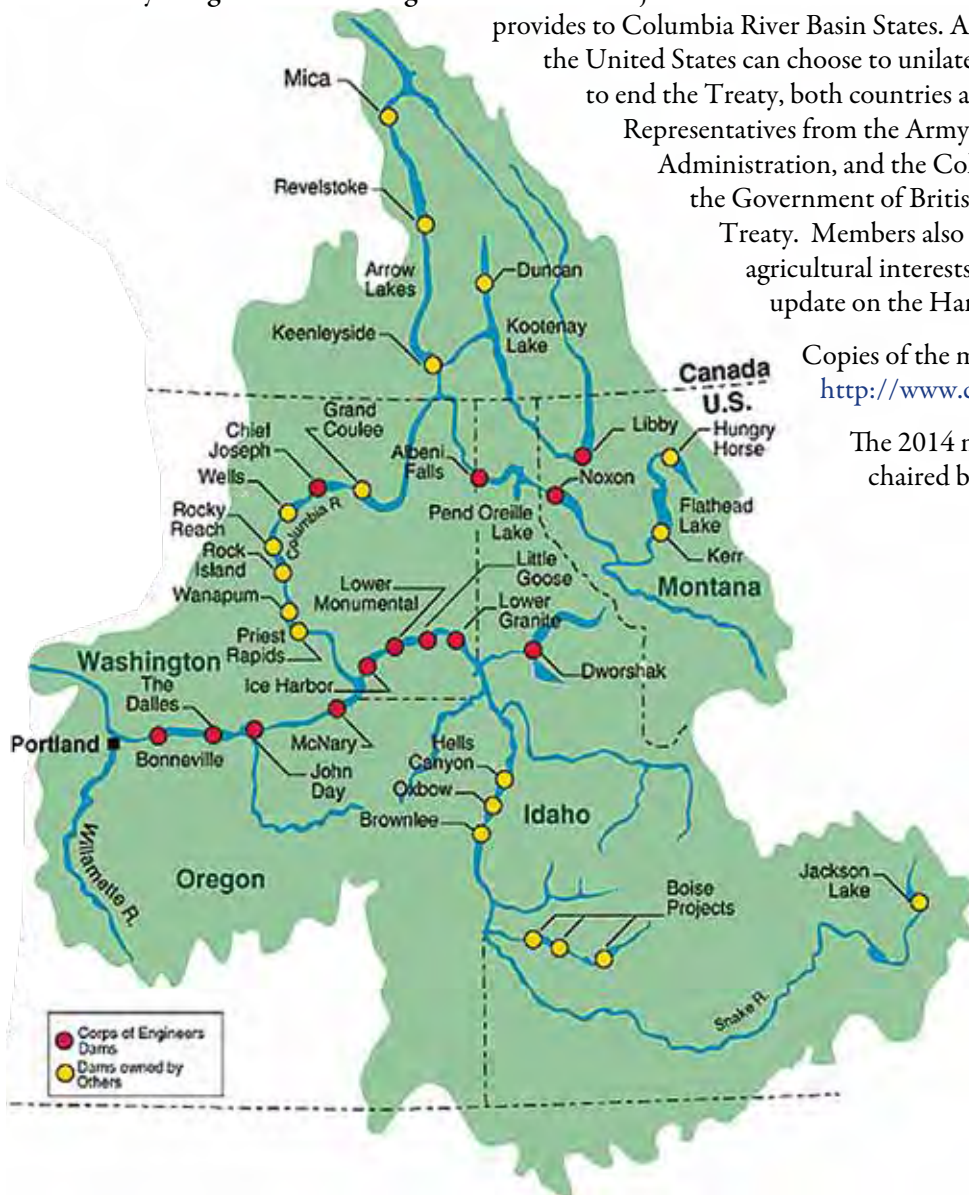 provides to Columbia River Basin States. A
the United States can choose to unilate
to end the Treaty, both countries a
Representatives from the Army
Administration, and the Col
the Government of Britis
Treaty. Members also
agricultural interests
update on the Har
Copies of the m
http://www.c
The 2014 m
chaired b
Mica
Revelstoke
Arrow
Lakes
Duncan
Keenleyside
Kootenay
Lake
Canada
U.S.
Grand
Coulee
Chief
Joseph
Albeni
Falls
Libby
Hungry
Horse
Wells
Noxon
Columbia R.
Rocky
Reach
Pend Oreille
Lake
Flathead
Lake
Rock
Island
Kerr
Little
Goose
Lower
Monumental
Montana
Wanapum
Lower
Granite
Priest
Rapids
Washington
Ice Harbor
Dworshak
The
Dalles
Portland
Bonneville
McNary
Hells
Canyon
John
Day
Oxbow
Idaho
Brownlee
Willamette R.
Oregon
Boise
Projects
Jackson
Lake
Snake R.
Corps of Engineers
Dams
Dams owned by
Others